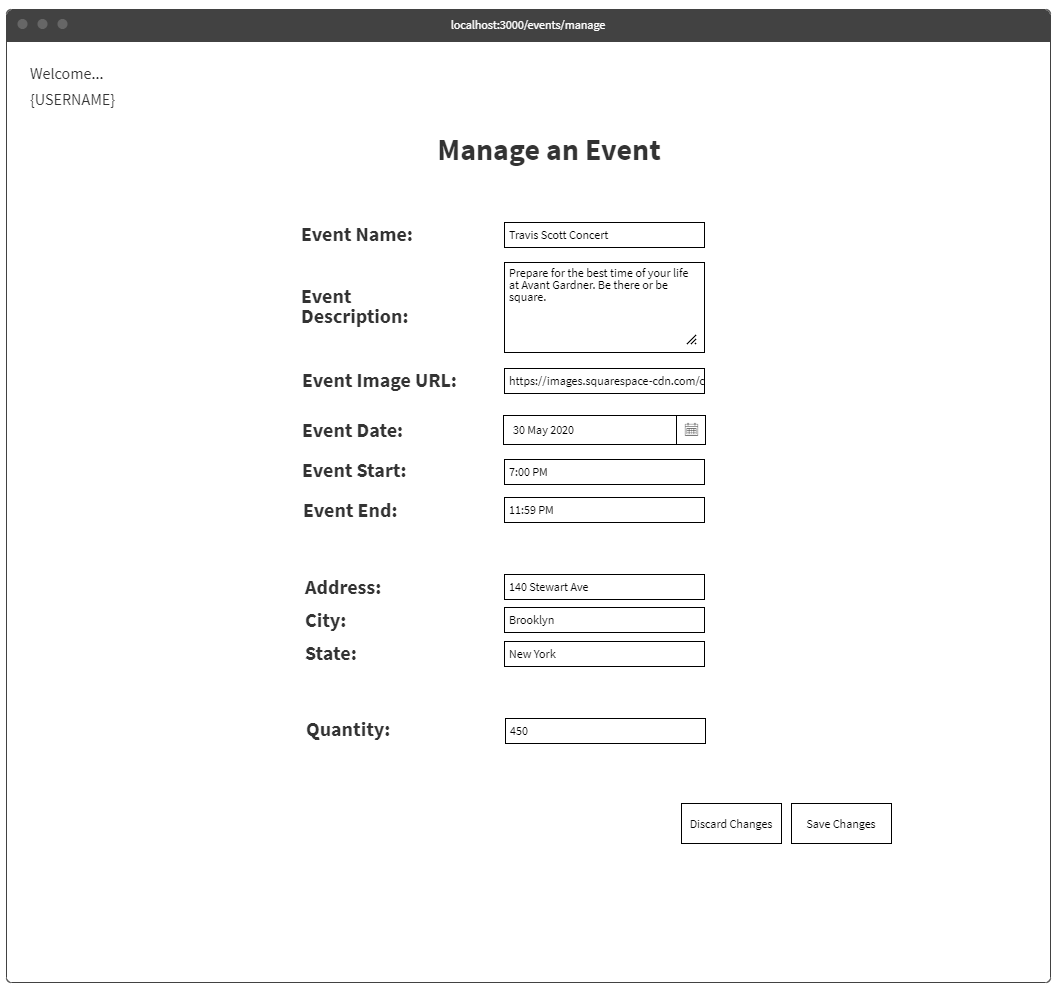 localhost:3000/events/manage
Welcome...
{USERNAME}
Manage an Event
Event Name:
Travis Scott Concert
Event
Description:
Prepare for the best time of your life
at Avant Gardner. Be there or be
square.
Event Image URL:
https://images.squarespace-cdn.com/c
Event Date:
30 May 2020
Event Start:
7:00 PM
Event End:
11:59 PM
Address:
140 Stewart Ave
City:
Brooklyn
State:
New York
Quantity:
450
Discard Changes
Save Changes